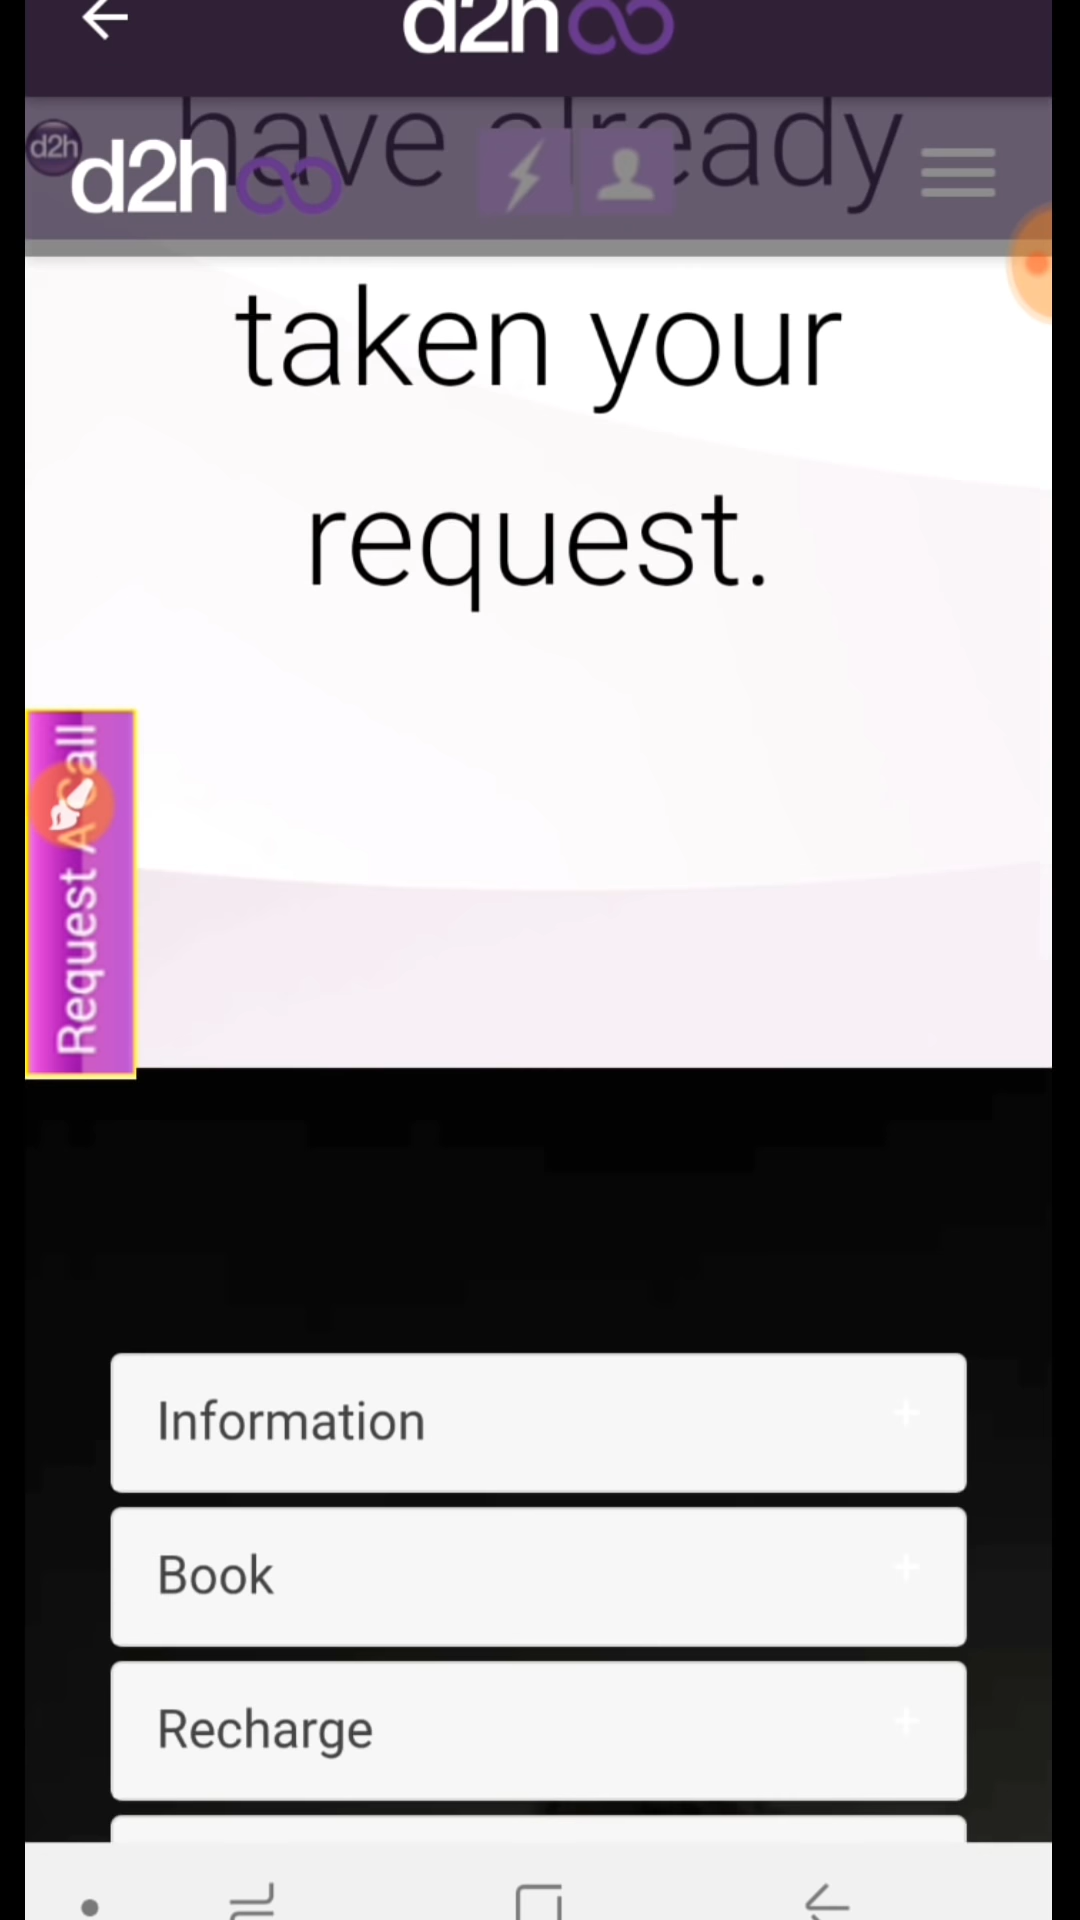 d2h
have already
d2h
d2h
taken your
request.
Request A Call
Information
Book
Recharge